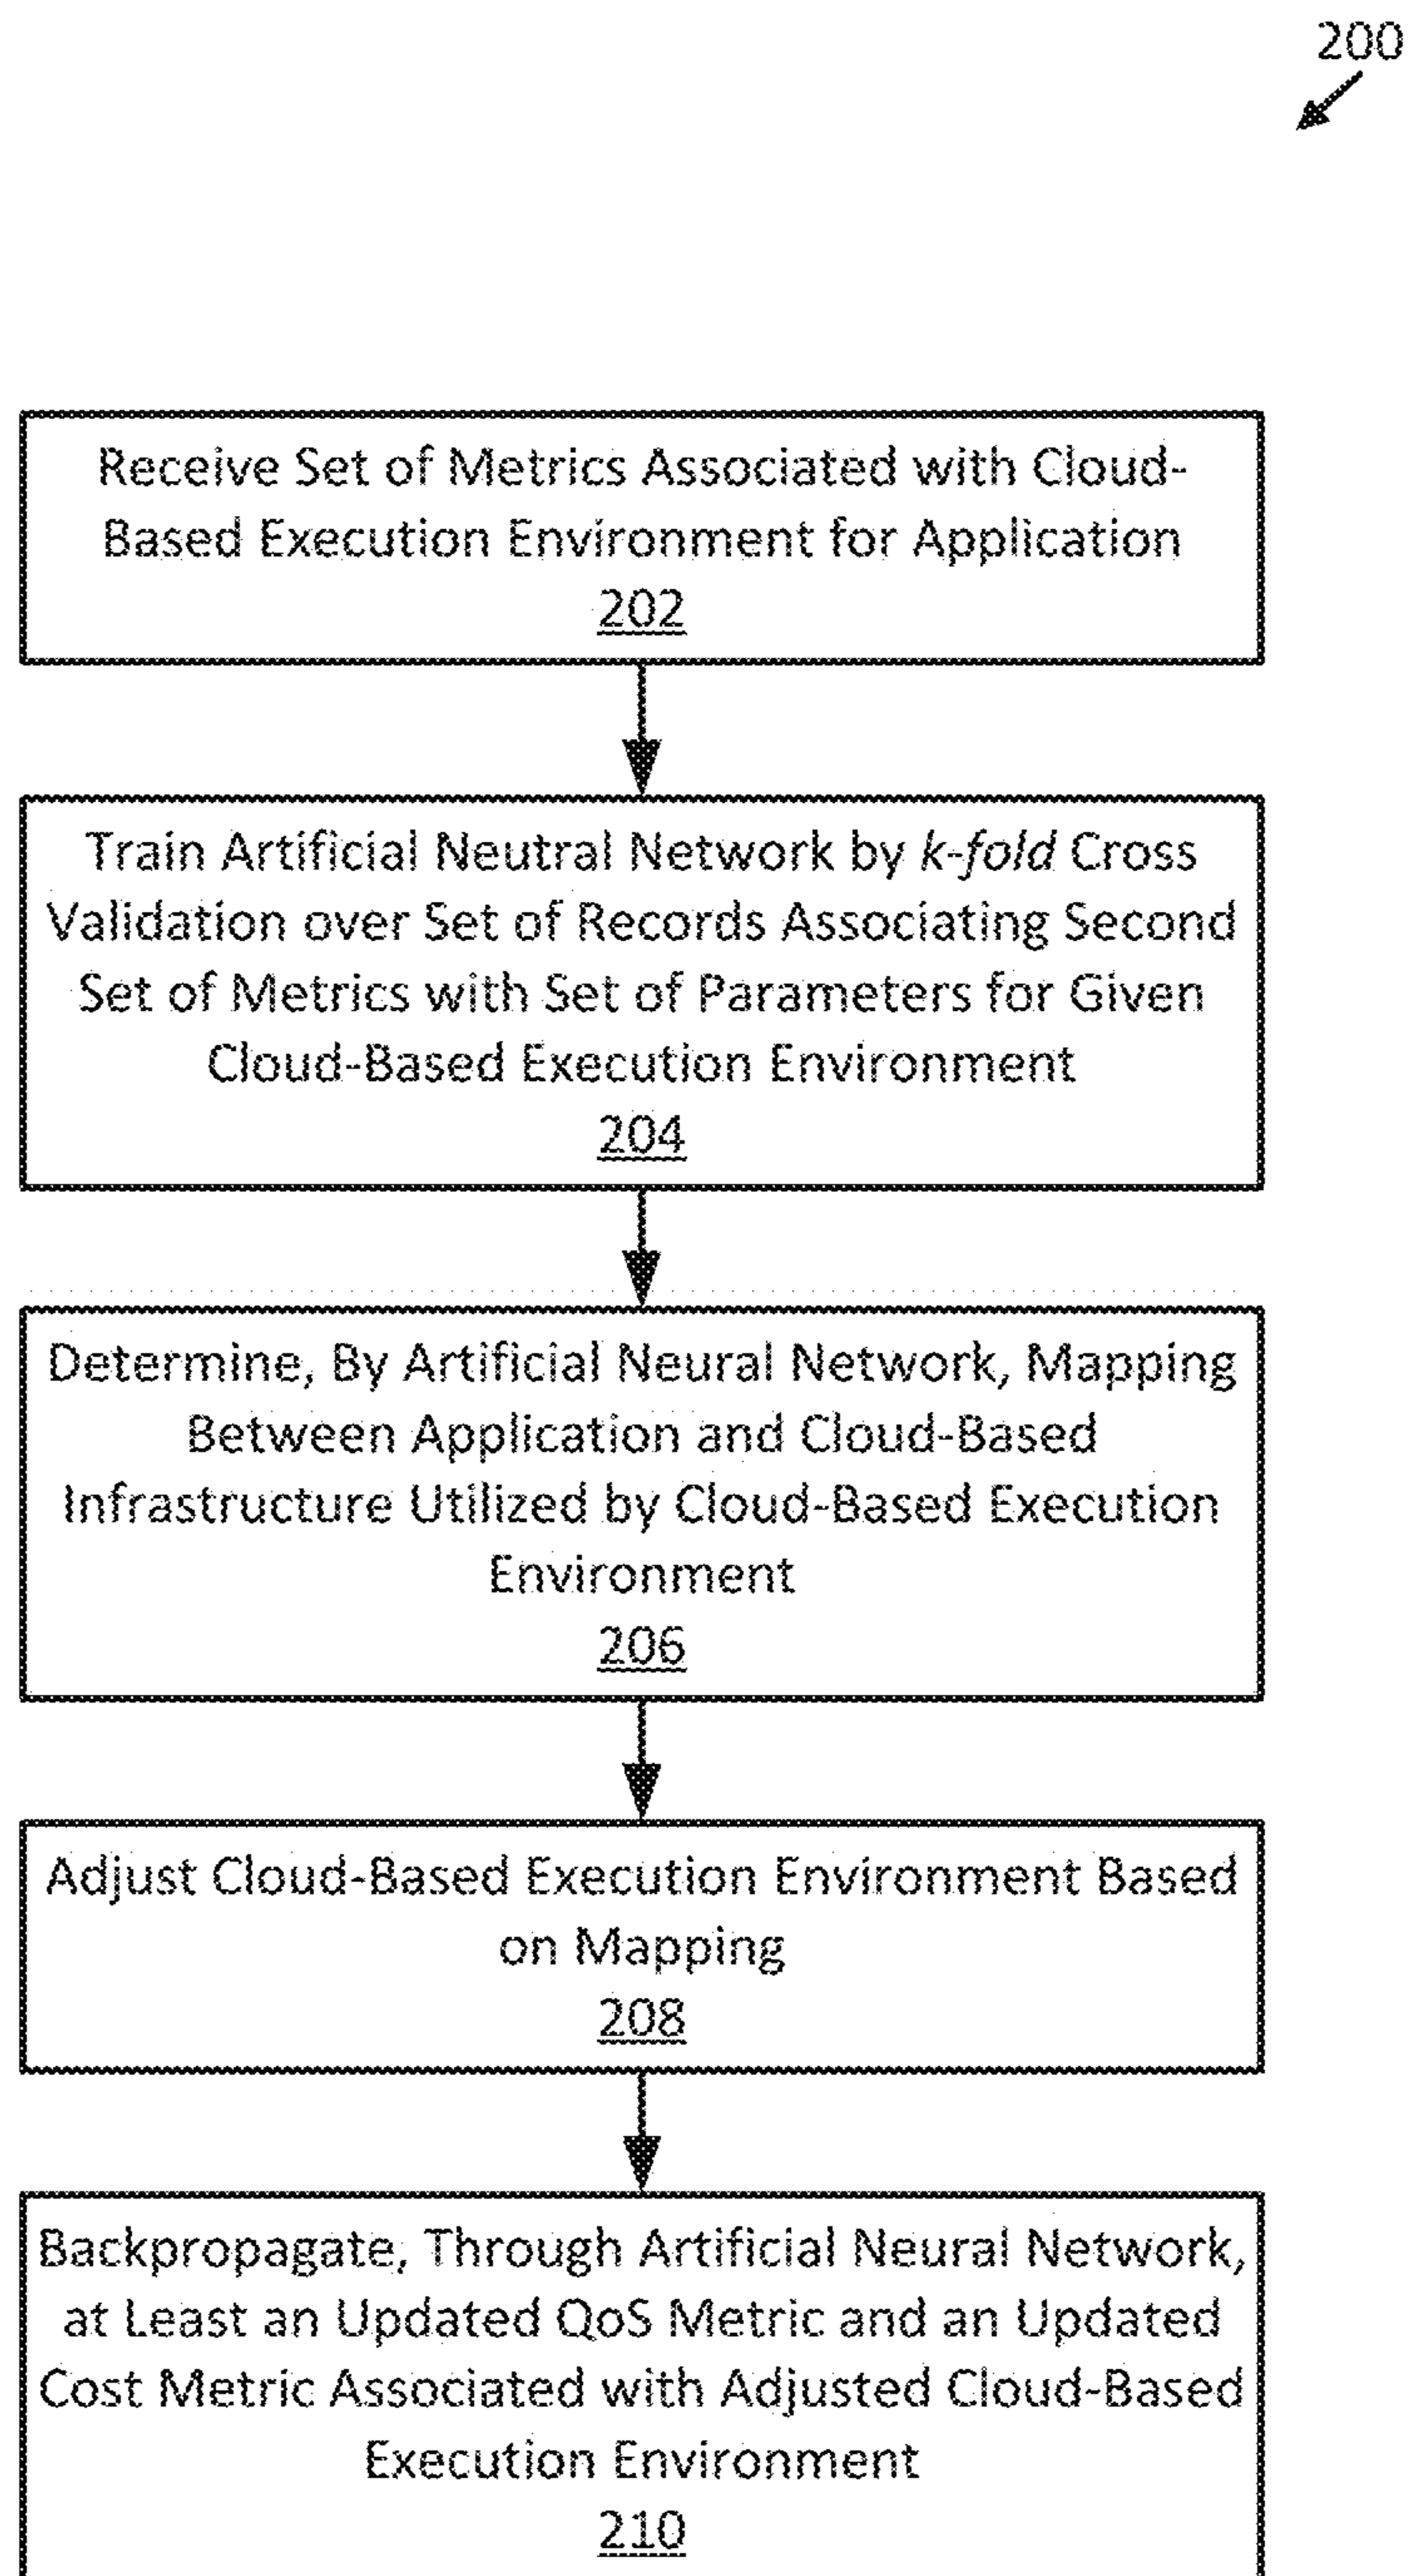 200
Receive Set of Metrics Associated with Cloud-
Based Execution Environment for Application
202
Train Artificial Neutral Network by k-fold Cross
Validation over Set of Records Associating Second
Set of Metrics with Set of Parameters for Given
Cloud-Based Execution Environment
204
Determine, By Artificial Neural Network, Mapping
Between Application and Cloud-Based
Infrastructure Utilized by Cloud-Based Execution
Environment
206
Adjust Cloud-Based Execution Environment Based
on Mapping
208
Backpropagate, Through Artificial Neural Network,
at Least an Updated QoS Metric and an Updated
Cost Metric Associated with Adjusted Cloud-Based
Execution Environment
210